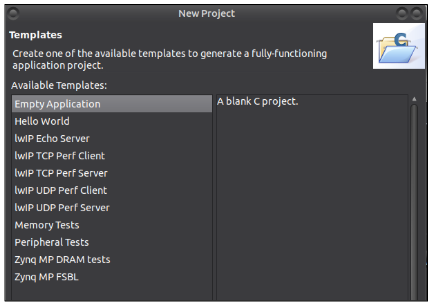 New Project
Templates
Create one of the available templates to generate a fully-functioning
application project.
Available Templates:
Empty Application
A blank C project.
Hello World
lwIP Echo Server
lwIP TCP Perf Client
lwIP TCP Perf Server
lwIP UDP Perf Client
lwIP UDP Perf Server
Memory Tests
Peripheral Tests
Zynq MP DRAM tests
Zynq MP FSBL
C